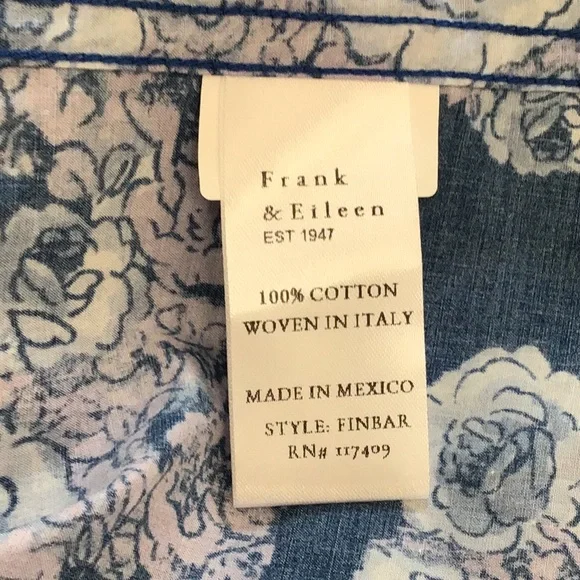 Frank
& Eileen
EST 1947
100% COTTON
WOVEN IN ITALY
MADE IN MEXICO
STYLE: FINBAR
RN# 117409